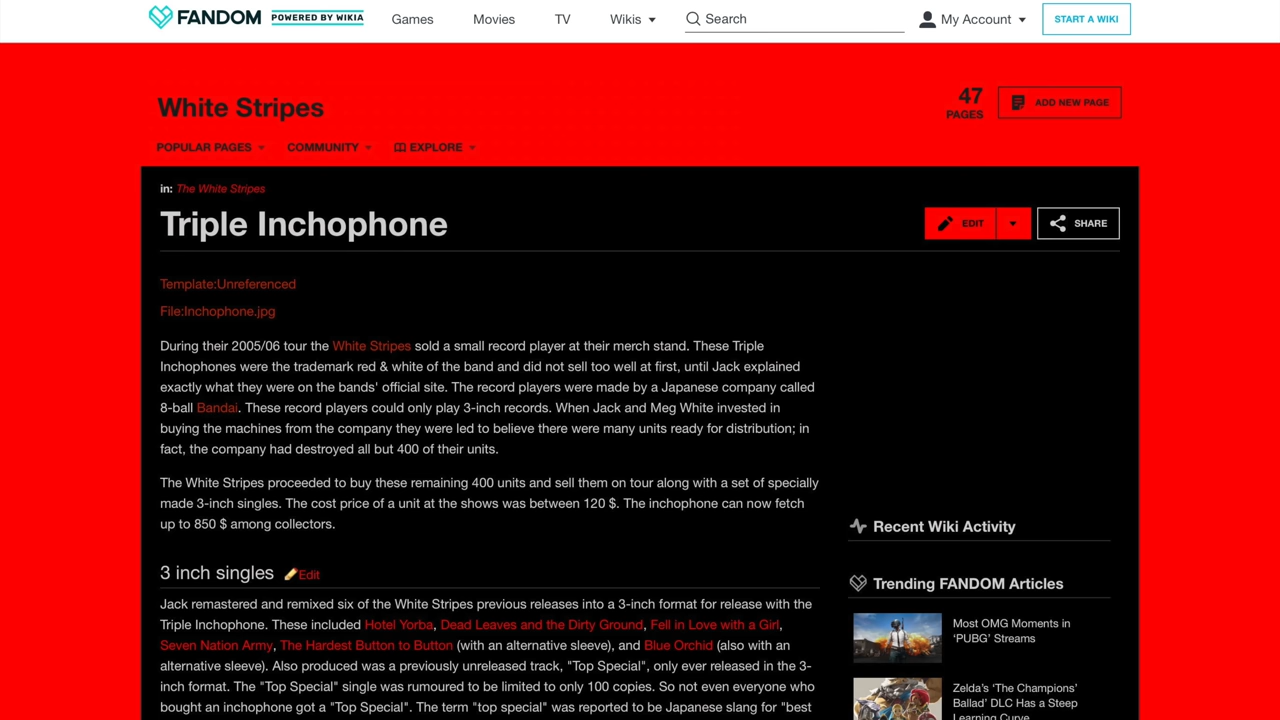 FANDOM POWERED BY WIKIA Games Movies TV Wikis Search My Account START A WIKI
White Stripes
47
PAGES
ADD NEW PAGE
POPULAR PAGES COMMUNITY EXPLORE
in: The White Stripes
Triple Inchophone
EDIT SHARE
Template:Unreferenced
File:Inchophone.jpg
During their 2005/06 tour the White Stripes sold a small record player at their merch stand. These Triple
Inchophones were the trademark red & white of the band and did not sell too well at first, until Jack explained
exactly what they were on the bands' official site. The record players were made by a Japanese company called
8-ball Bandai. These record players could only play 3-inch records. When Jack and Meg White invested in
buying the machines from the company they were led to believe there were many units ready for distribution; in
fact, the company had destroyed all but 400 of their units.
The White Stripes proceeded to buy these remaining 400 units and sell them on tour along with a set of specially
made 3-inch singles. The cost price of a unit at the shows was between 120 $. The inchophone can now fetch
up to 850 $ among collectors.
3 inch singles Edit
Jack remastered and remixed six of the White Stripes previous releases into a 3-inch format for release with the
Triple Inchophone. These included Hotel Yorba, Dead Leaves and the Dirty Ground, Fell in Love with a Girl,
Seven Nation Army, The Hardest Button to Button (with an alternative sleeve), and Blue Orchid (also with an
alternative sleeve). Also produced was a previously unreleased track, "Top Special", only ever released in the 3-
inch format. The "Top Special" single was rumoured to be limited to only 100 copies. So not even everyone who
bought an inchophone got a "Top Special". The term "top special" was reported to be Japanese slang for "best
Recent Wiki Activity
Trending FANDOM Articles
Most OMG Moments in
'PUBG' Streams
Zelda's 'The Champions'
Ballad' DLC Has a Steep
Learning Curve